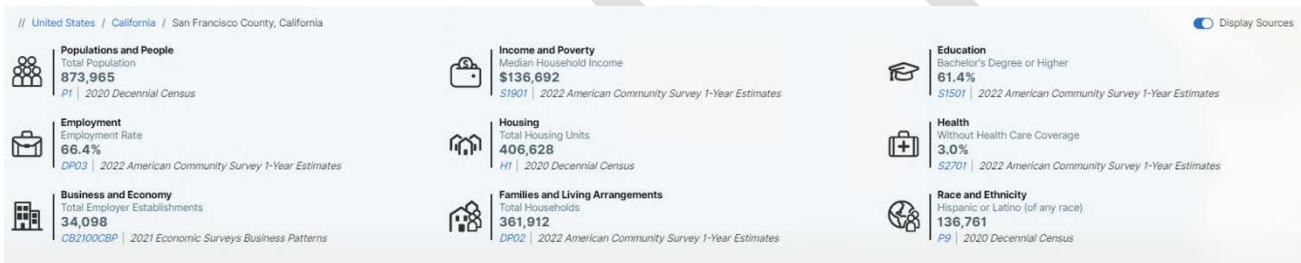 // United States / California / San Francisco County, California
Display Sources
Populations and People
Total Population
873,965
P1 | 2020 Decennial Census
Income and Poverty
Median Household Income
$136,692
S1901 | 2022 American Community Survey 1-Year Estimates
Education
Bachelor's Degree or Higher
61.4%
S1501 | 2022 American Community Survey 1-Year Estimates
Employment
Employment Rate
66.4%
DP03 | 2022 American Community Survey 1-Year Estimates
Housing
Total Housing Units
406,628
H1 | 2020 Decennial Census
Health
Without Health Care Coverage
3.0%
S2701 | 2022 American Community Survey 1-Year Estimates
Business and Economy
Total Employer Establishments
34,098
CB2100CBP | 2021 Economic Surveys Business Patterns
Families and Living Arrangements
Total Households
361,912
DP02 | 2022 American Community Survey 1-Year Estimates
Race and Ethnicity
Hispanic or Latino (of any race)
136,761
P9 | 2020 Decennial Census